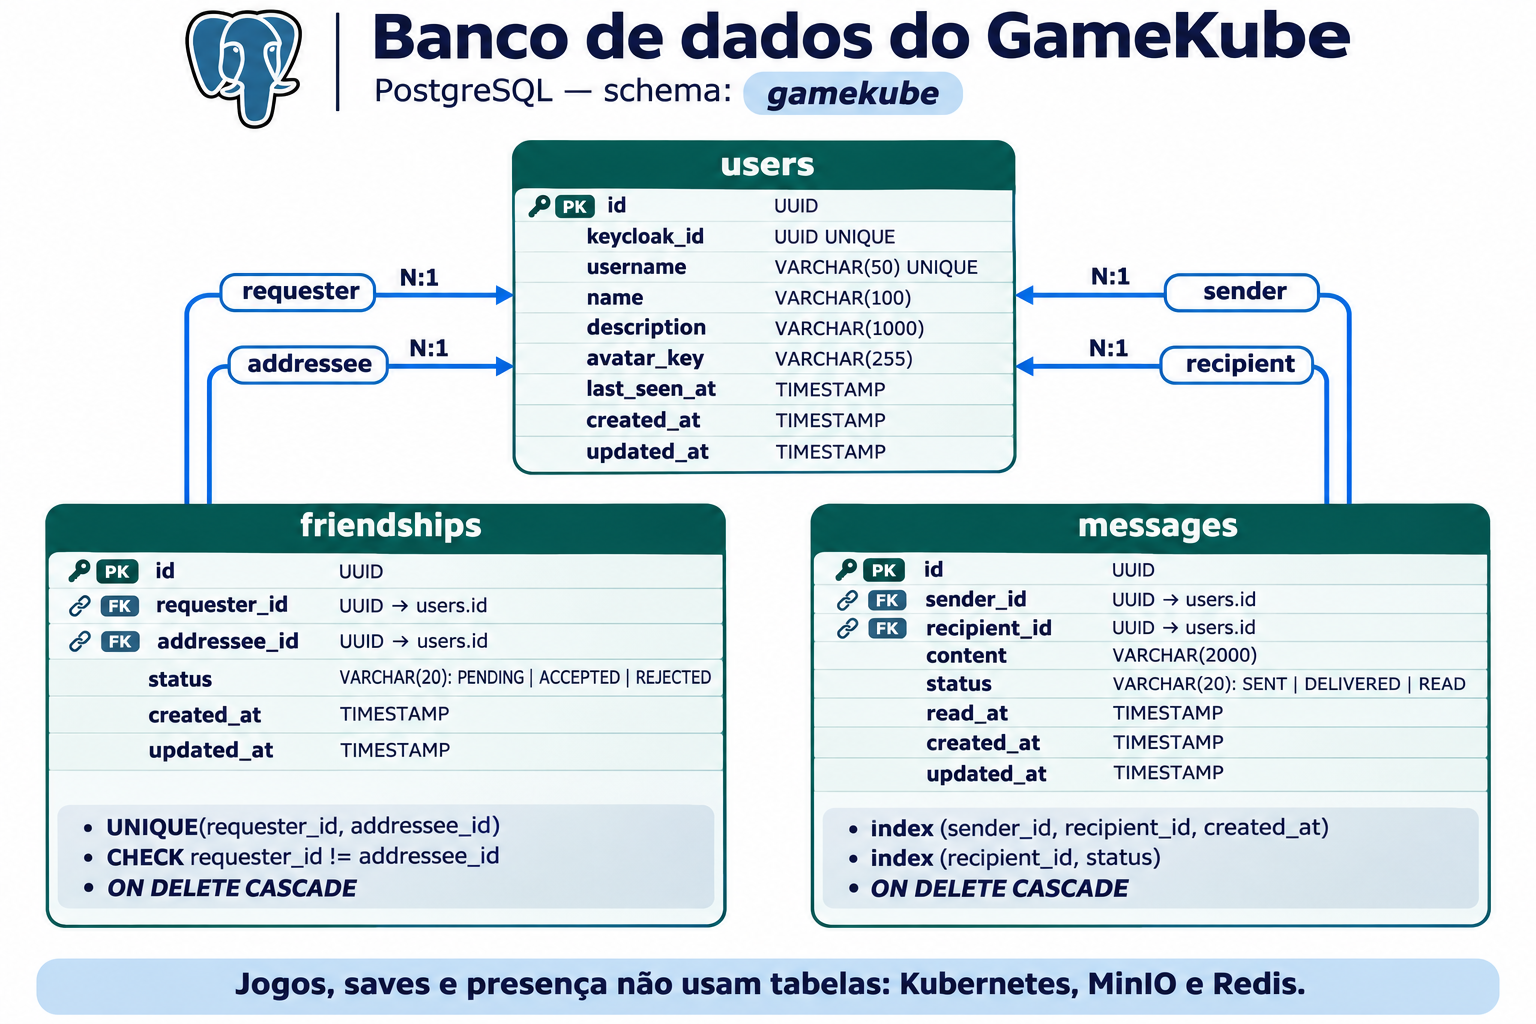 Banco de dados do GameKube
PostgreSQL — schema: gamekube
users
PK id UUID
keycloak_id UUID UNIQUE
username VARCHAR(50) UNIQUE
name VARCHAR(100)
description VARCHAR(1000)
avatar_key VARCHAR(255)
last_seen_at TIMESTAMP
created_at TIMESTAMP
updated_at TIMESTAMP
requester N:1
addressee N:1
N:1 sender
N:1 recipient
friendships
PK id UUID
FK requester_id UUID → users.id
FK addressee_id UUID → users.id
status VARCHAR(20): PENDING | ACCEPTED | REJECTED
created_at TIMESTAMP
updated_at TIMESTAMP
• UNIQUE(requester_id, addressee_id)
• CHECK requester_id != addressee_id
• ON DELETE CASCADE
messages
PK id UUID
FK sender_id UUID → users.id
FK recipient_id UUID → users.id
content VARCHAR(2000)
status VARCHAR(20): SENT | DELIVERED | READ
read_at TIMESTAMP
created_at TIMESTAMP
updated_at TIMESTAMP
• index (sender_id, recipient_id, created_at)
• index (recipient_id, status)
• ON DELETE CASCADE
Jogos, saves e presença não usam tabelas: Kubernetes, MinIO e Redis.